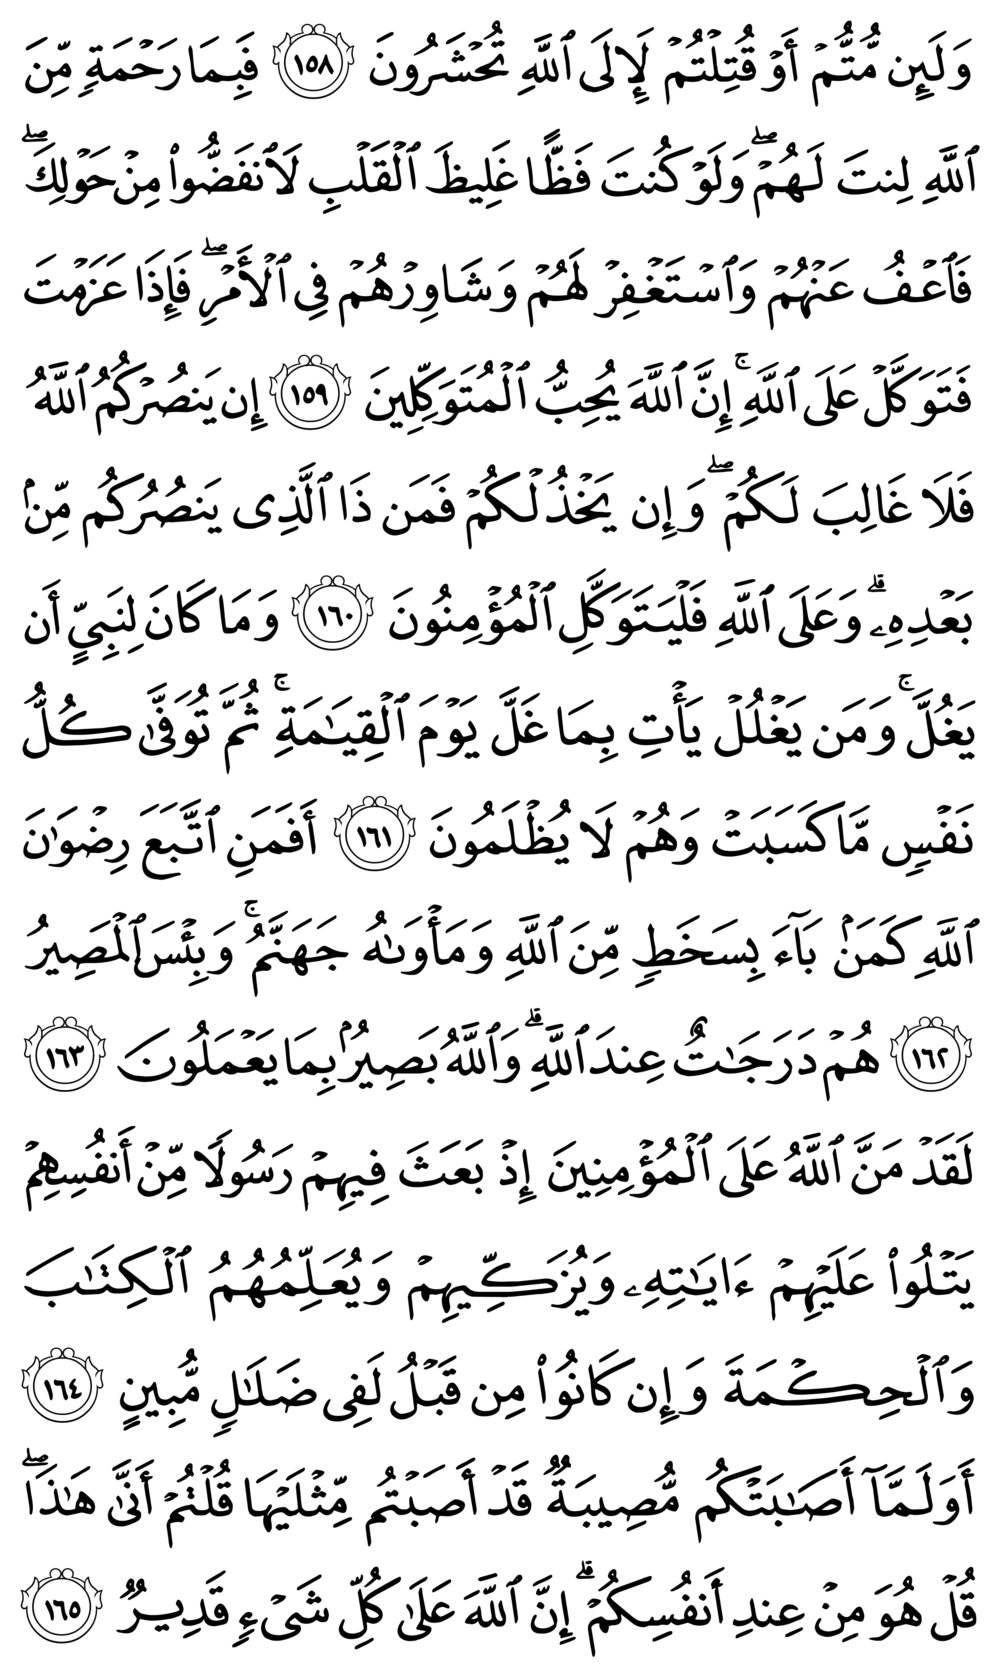 وَلَئِن مُّتُّمْ أَوْ قُتِلْتُمْ لَإِلَى ٱللَّهِ تُحْشَرُونَ ١٥٨ فَبِمَا رَحْمَةٍ مِّنَ
ٱللَّهِ لِنتَ لَهُمْ ۖ وَلَوْ كُنتَ فَظًّا غَلِيظَ ٱلْقَلْبِ لَٱنفَضُّوا۟ مِنْ حَوْلِكَ ۖ
فَٱعْفُ عَنْهُمْ وَٱسْتَغْفِرْ لَهُمْ وَشَاوِرْهُمْ فِى ٱلْأَمْرِ ۖ فَإِذَا عَزَمْتَ
فَتَوَكَّلْ عَلَى ٱللَّهِ ۚ إِنَّ ٱللَّهَ يُحِبُّ ٱلْمُتَوَكِّلِينَ ١٥٩ إِن يَنصُرْكُمُ ٱللَّهُ
فَلَا غَالِبَ لَكُمْ ۖ وَإِن يَخْذُلْكُمْ فَمَن ذَا ٱلَّذِى يَنصُرُكُم مِّنۢ
بَعْدِهِۦ ۗ وَعَلَى ٱللَّهِ فَلْيَتَوَكَّلِ ٱلْمُؤْمِنُونَ ١٦٠ وَمَا كَانَ لِنَبِىٍّ أَن
يَغُلَّ ۚ وَمَن يَغْلُلْ يَأْتِ بِمَا غَلَّ يَوْمَ ٱلْقِيَـٰمَةِ ۚ ثُمَّ تُوَفَّىٰ كُلُّ
نَفْسٍ مَّا كَسَبَتْ وَهُمْ لَا يُظْلَمُونَ ١٦١ أَفَمَنِ ٱتَّبَعَ رِضْوَٰنَ
ٱللَّهِ كَمَنۢ بَآءَ بِسَخَطٍ مِّنَ ٱللَّهِ وَمَأْوَىٰهُ جَهَنَّمُ ۚ وَبِئْسَ ٱلْمَصِيرُ
١٦٢ هُمْ دَرَجَـٰتٌ عِندَ ٱللَّهِ ۗ وَٱللَّهُ بَصِيرٌۢ بِمَا يَعْمَلُونَ ١٦٣
لَقَدْ مَنَّ ٱللَّهُ عَلَى ٱلْمُؤْمِنِينَ إِذْ بَعَثَ فِيهِمْ رَسُولًا مِّنْ أَنفُسِهِمْ
يَتْلُوا۟ عَلَيْهِمْ ءَايَـٰتِهِۦ وَيُزَكِّيهِمْ وَيُعَلِّمُهُمُ ٱلْكِتَـٰبَ
وَٱلْحِكْمَةَ وَإِن كَانُوا۟ مِن قَبْلُ لَفِى ضَلَـٰلٍ مُّبِينٍ ١٦٤
أَوَلَمَّآ أَصَـٰبَتْكُم مُّصِيبَةٌ قَدْ أَصَبْتُم مِّثْلَيْهَا قُلْتُمْ أَنَّىٰ هَـٰذَا ۖ
قُلْ هُوَ مِنْ عِندِ أَنفُسِكُمْ ۗ إِنَّ ٱللَّهَ عَلَىٰ كُلِّ شَىْءٍ قَدِيرٌ ١٦٥